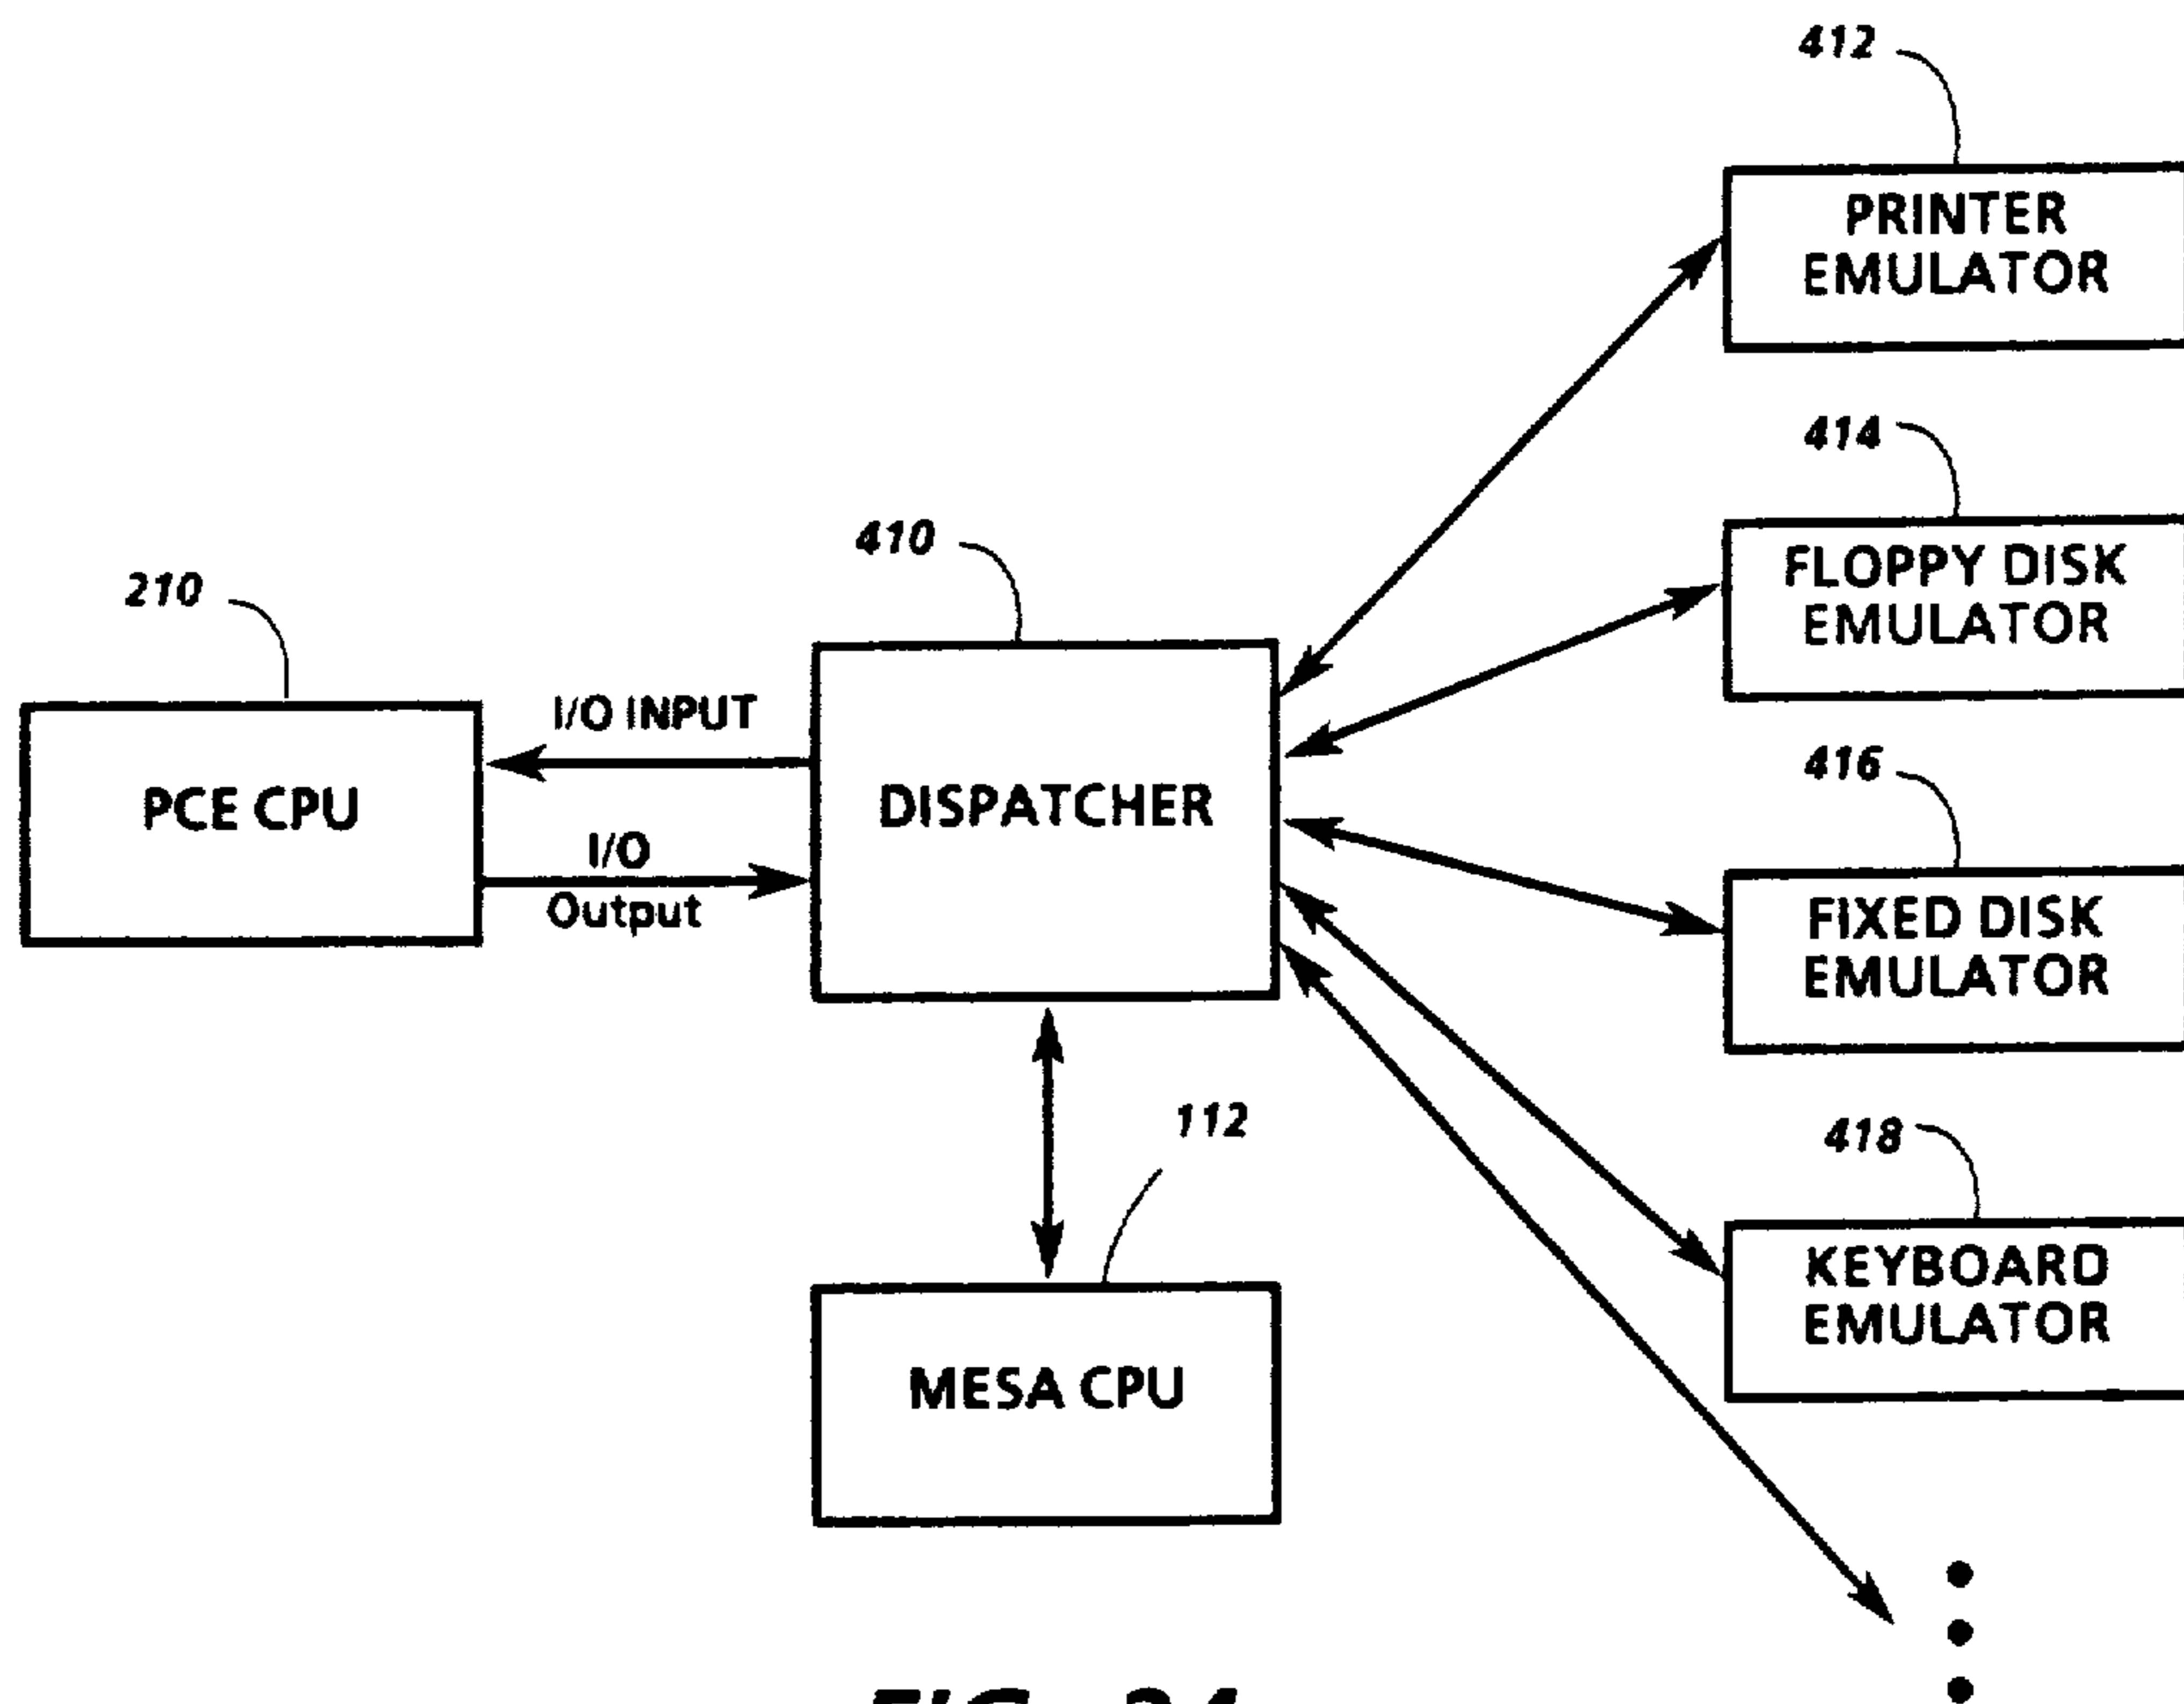 412
PRINTER
EMULATOR
414
FLOPPY DISK
EMULATOR
410
210
I/O INPUT
PCE CPU
DISPATCHER
I/O
Output
416
FIXED DISK
EMULATOR
112
418
KEYBOARD
EMULATOR
MESA CPU